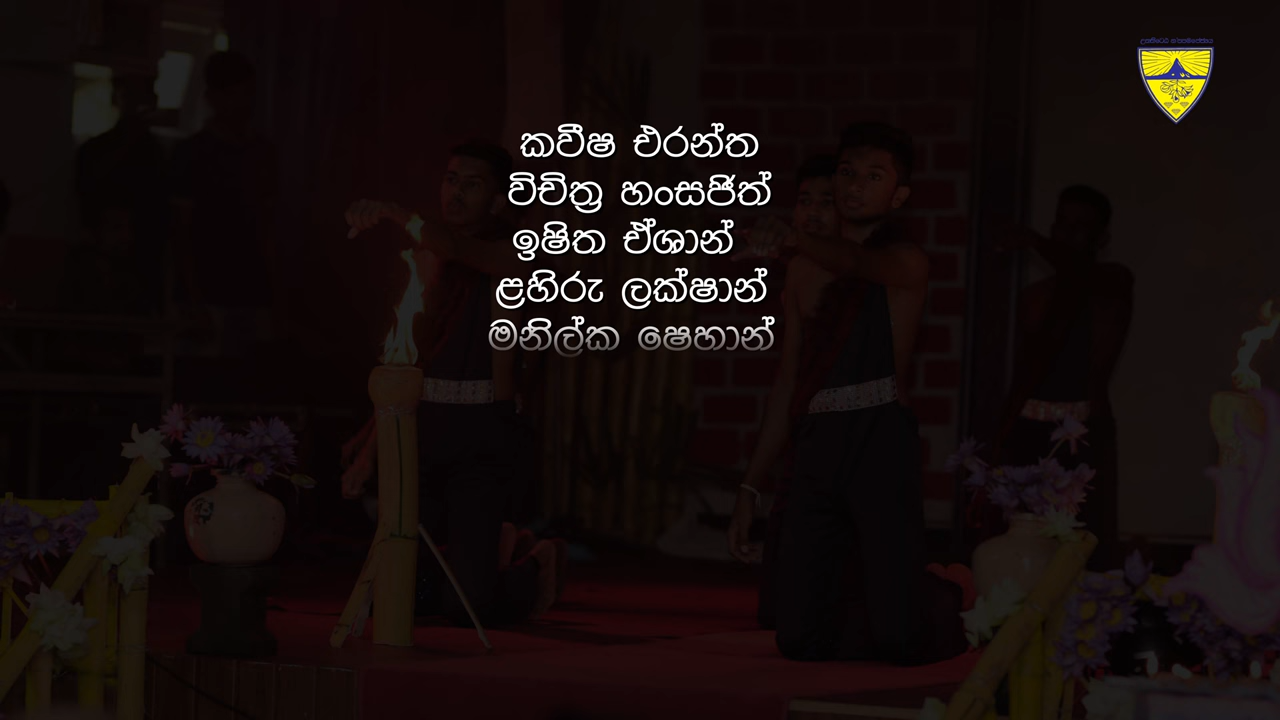 කවීෂ එරන්ත
විචිත්‍ර හංසජිත්
ඉෂිත ඒශාන්
ළහිරු ලක්ෂාන්
මනිල්ක ෂෙහාන්